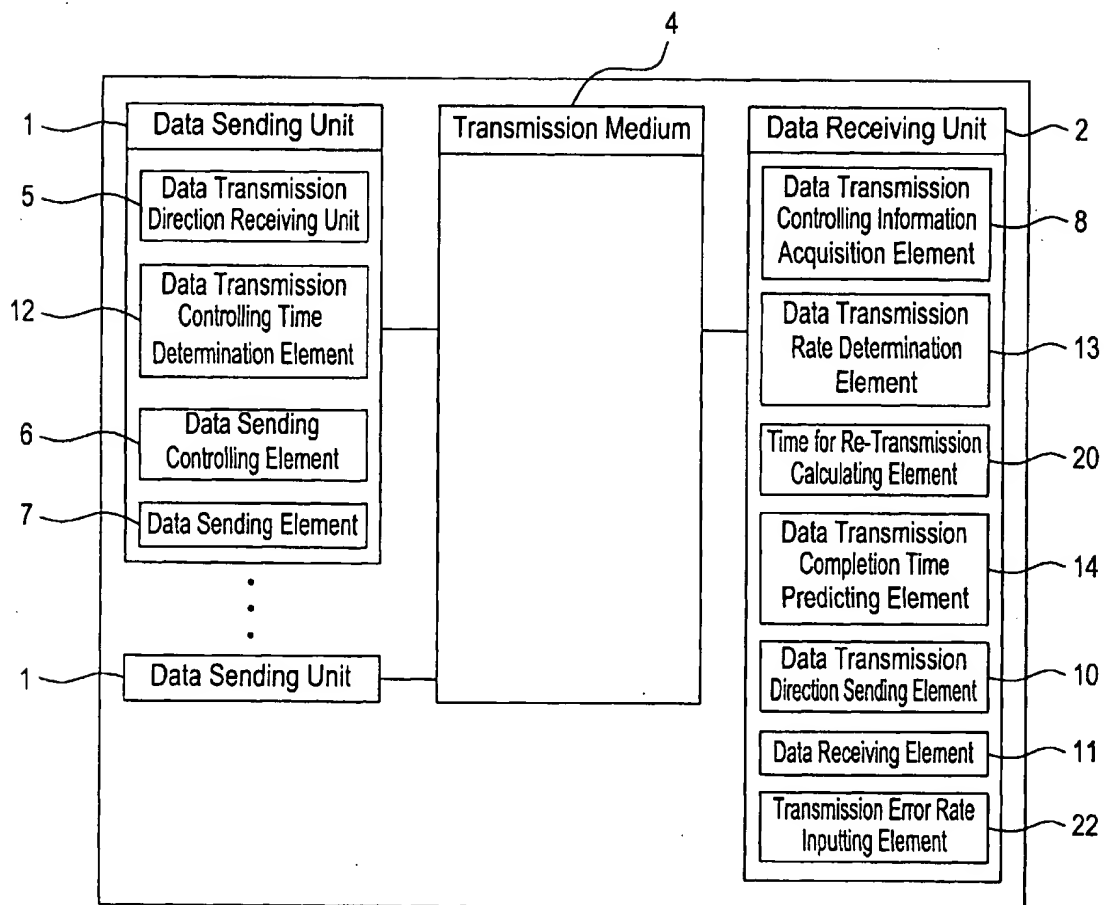 4
1
Data Sending Unit
5
Data Transmission
Direction Receiving Unit
12
Data Transmission
Controlling Time
Determination Element
6
Data Sending
Controlling Element
7
Data Sending Element
1
Data Sending Unit
Transmission Medium
Data Receiving Unit
2
Data Transmission
Controlling Information
Acquisition Element
8
Data Transmission
Rate Determination
Element
13
Time for Re-Transmission
Calculating Element
20
Data Transmission
Completion Time
Predicting Element
14
Data Transmission
Direction Sending Element
10
Data Receiving Element
11
Transmission Error Rate
Inputting Element
22